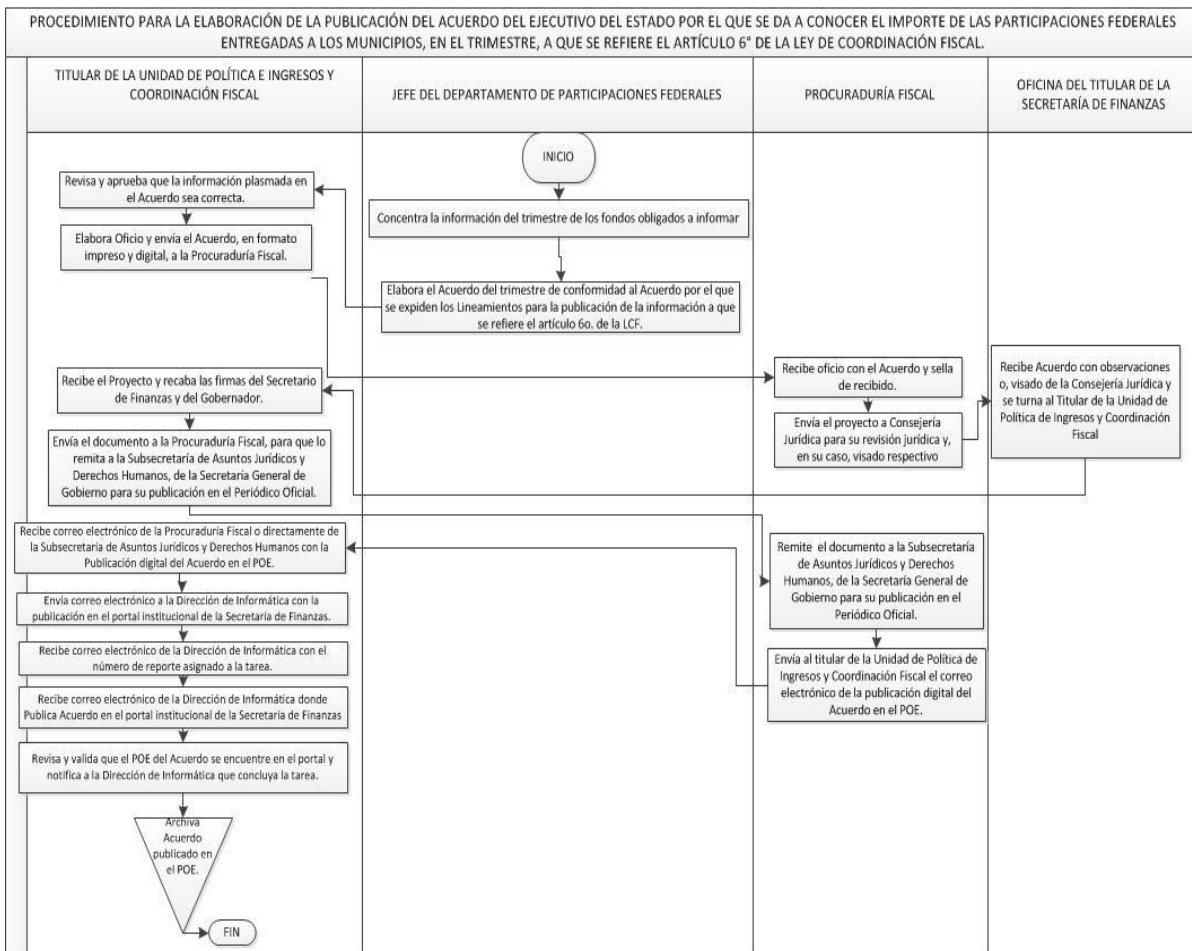 PROCEDIMIENTO PARA LA ELABORACIÓN DE LA PUBLICACIÓN DEL ACUERDO DEL EJECUTIVO DEL ESTADO POR EL QUE SE DA A CONOCER EL IMPORTE DE LAS PARTICIPACIONES FEDERALES
ENTREGADAS A LOS MUNICIPIOS, EN EL TRIMESTRE, A QUE SE REFIERE EL ARTÍCULO 6° DE LA LEY DE COORDINACIÓN FISCAL.
TITULAR DE LA UNIDAD DE POLÍTICA E INGRESOS Y
COORDINACIÓN FISCAL
JEFE DEL DEPARTAMENTO DE PARTICIPACIONES FEDERALES
PROCURADURÍA FISCAL
OFICINA DEL TITULAR DE LA
SECRETARÍA DE FINANZAS
INICIO
Concentra la información del trimestre de los fondos obligados a informar
Elabora el Acuerdo del trimestre de conformidad al Acuerdo por el que
se expiden los Lineamientos para la publicación de la información a que
se refiere el artículo 6o. de la LCF.
Revisa y aprueba que la información plasmada en
el Acuerdo sea correcta.
Elabora Oficio y envía el Acuerdo, en formato
impreso y digital, a la Procuraduría Fiscal.
Recibe oficio con el Acuerdo y sella
de recibido.
Envía el proyecto a Consejería
Jurídica para su revisión jurídica y,
en su caso, visado respectivo
Recibe Acuerdo con observaciones
o, visado de la Consejería Jurídica y
se turna al Titular de la Unidad de
Política de Ingresos y Coordinación
Fiscal
Recibe el Proyecto y recaba las firmas del Secretario
de Finanzas y del Gobernador.
Envía el documento a la Procuraduría Fiscal, para que lo
remita a la Subsecretaría de Asuntos Jurídicos y
Derechos Humanos, de la Secretaría General de
Gobierno para su publicación en el Periódico Oficial.
Remite el documento a la Subsecretaría
de Asuntos Jurídicos y Derechos
Humanos, de la Secretaría General de
Gobierno para su publicación en el
Periódico Oficial.
Envía al titular de la Unidad de Política de
Ingresos y Coordinación Fiscal el correo
electrónico de la publicación digital del
Acuerdo en el POE.
Recibe correo electrónico de la Procuraduría Fiscal o directamente de
la Subsecretaría de Asuntos Jurídicos y Derechos Humanos con la
Publicación digital del Acuerdo en el POE.
Envía correo electrónico a la Dirección de Informática con la
publicación en el portal institucional de la Secretaría de Finanzas.
Recibe correo electrónico de la Dirección de Informática con el
número de reporte asignado a la tarea.
Recibe correo electrónico de la Dirección de Informática donde
Publica Acuerdo en el portal institucional de la Secretaría de Finanzas
Revisa y valida que el POE del Acuerdo se encuentre en el portal y
notifica a la Dirección de Informática que concluya la tarea.
Archiva
Acuerdo
publicado en
el POE.
FIN